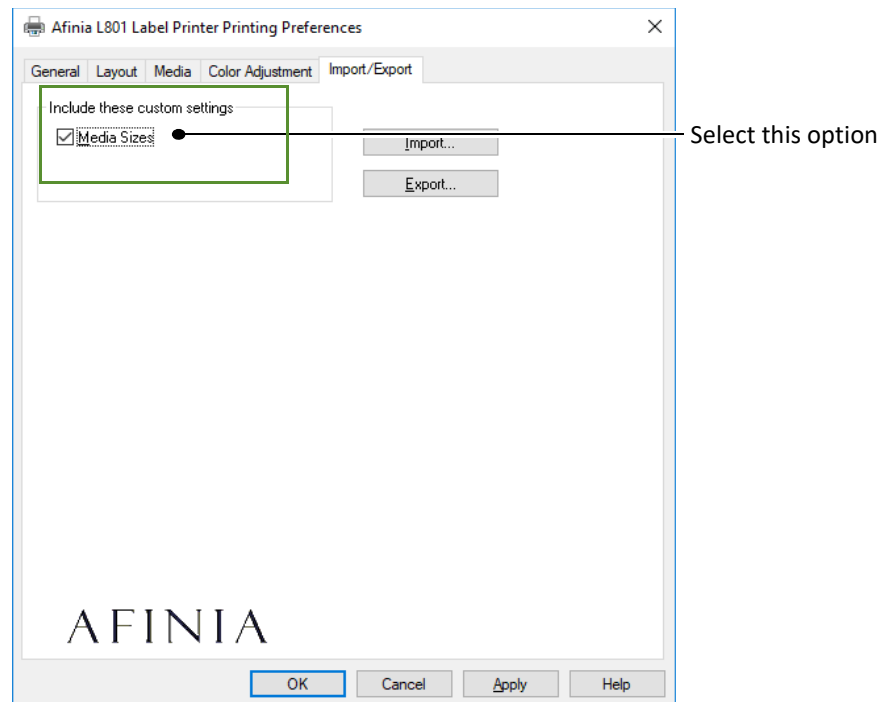 Afinia L801 Label Printer Printing Preferences
General Layout Media Color Adjustment Import/Export
Include these custom settings
Media Sizes
Import...
Export...
Select this option
AFINIA
OK Cancel Apply Help